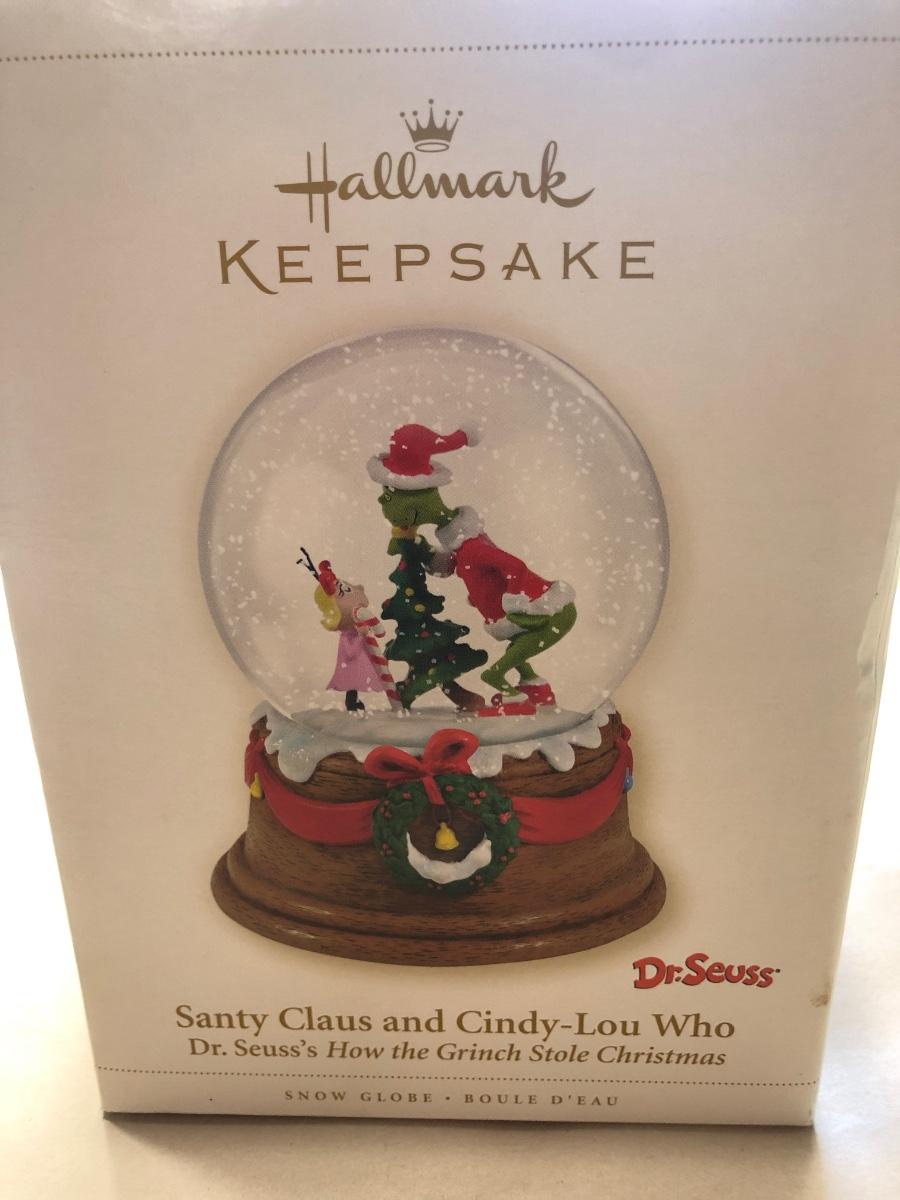 Hallmark
KEEPSAKE
Dr. Seuss
Santy Claus and Cindy-Lou Who
Dr. Seuss's How the Grinch Stole Christmas
SNOW GLOBE • BOULE D'EAU